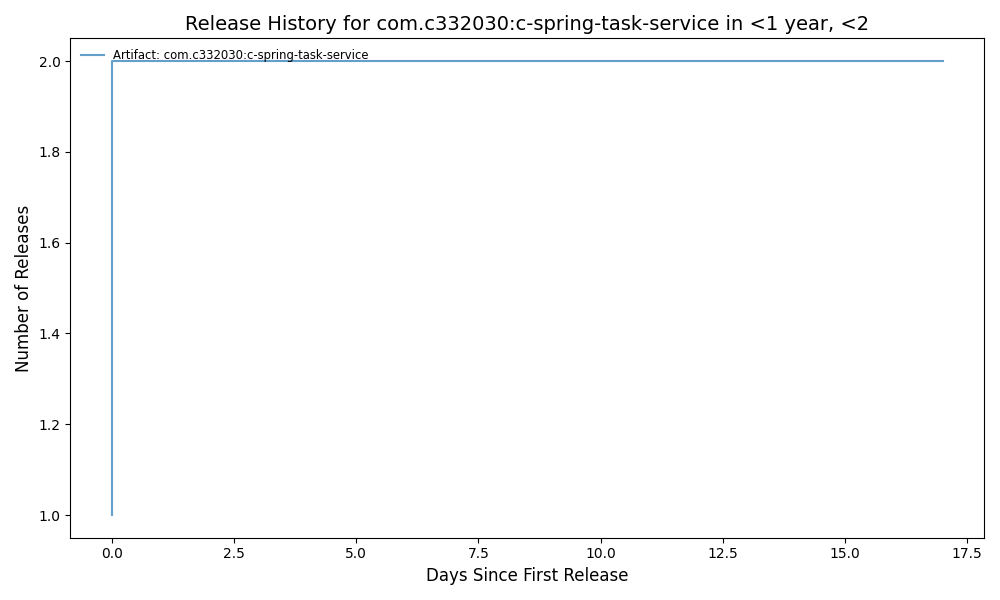 Release History for com.c332030:c-spring-task-service in <1 year, <2
Artifact: com.c332030:c-spring-task-service
Number of Releases
2.0
1.8
1.6
1.4
1.2
1.0
0.0 2.5 5.0 7.5 10.0 12.5 15.0 17.5
Days Since First Release